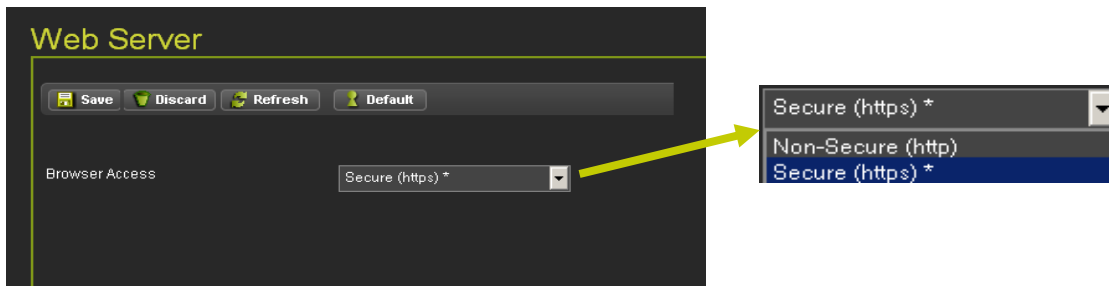 Web Server
Save Discard Refresh Default
Secure (https) *
Non-Secure (http)
Secure (https) *
Browser Access Secure (https) *